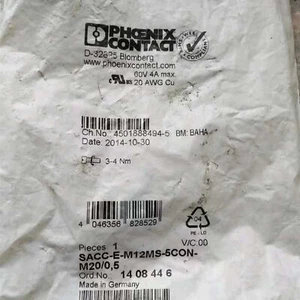 PHOENIX
CONTACT
D-32825 Blomberg
www.phoenixcontact.com
60V 4A max.
20 AWG Cu
Ch.No. 4501888494-5 BM: BAHA
Date: 2014-10-30
3-4 Nm
4 046356 828529
PE - LD
Pieces 1
V/C.00
SACC-E-M12MS-5CON-
M20/0,5
Ord.No. 14 08 44 6
Made in Germany